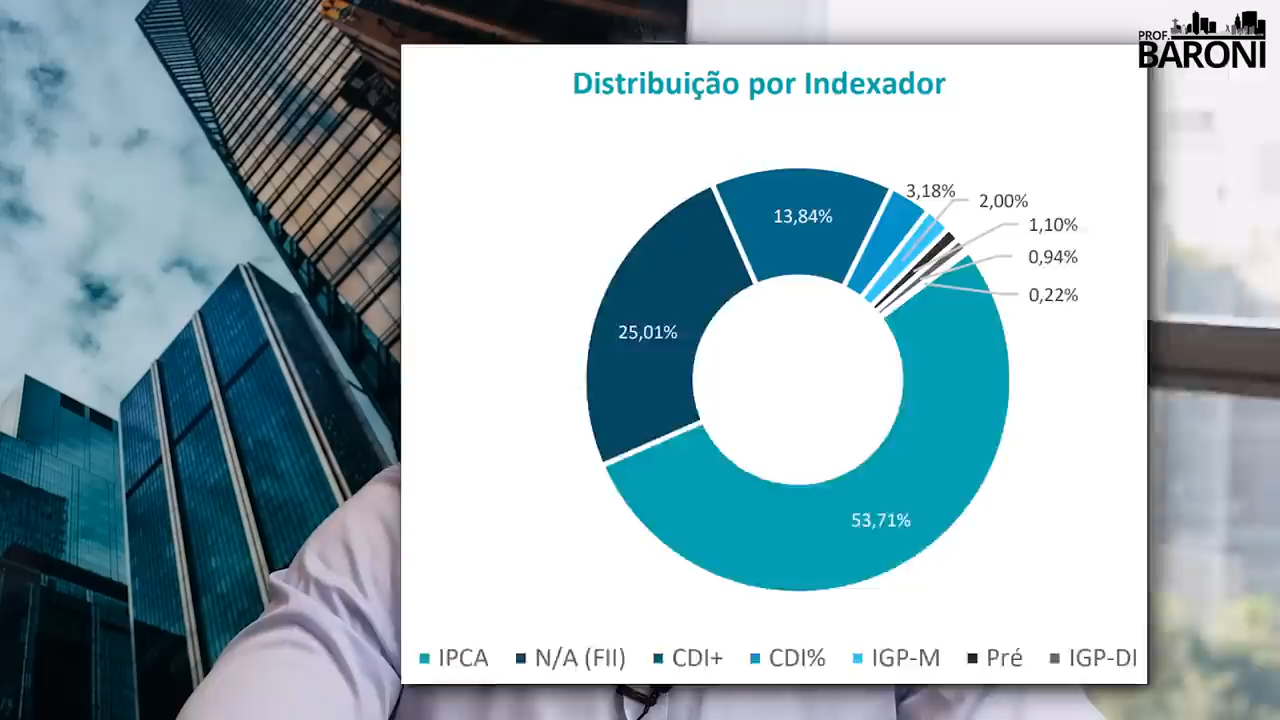 PROF.
BARONI
Distribuição por Indexador
3,18%
2,00%
13,84%
1,10%
0,94%
0,22%
25,01%
53,71%
IPCA N/A (FII) CDI+ CDI% IGP-M Pré IGP-DI